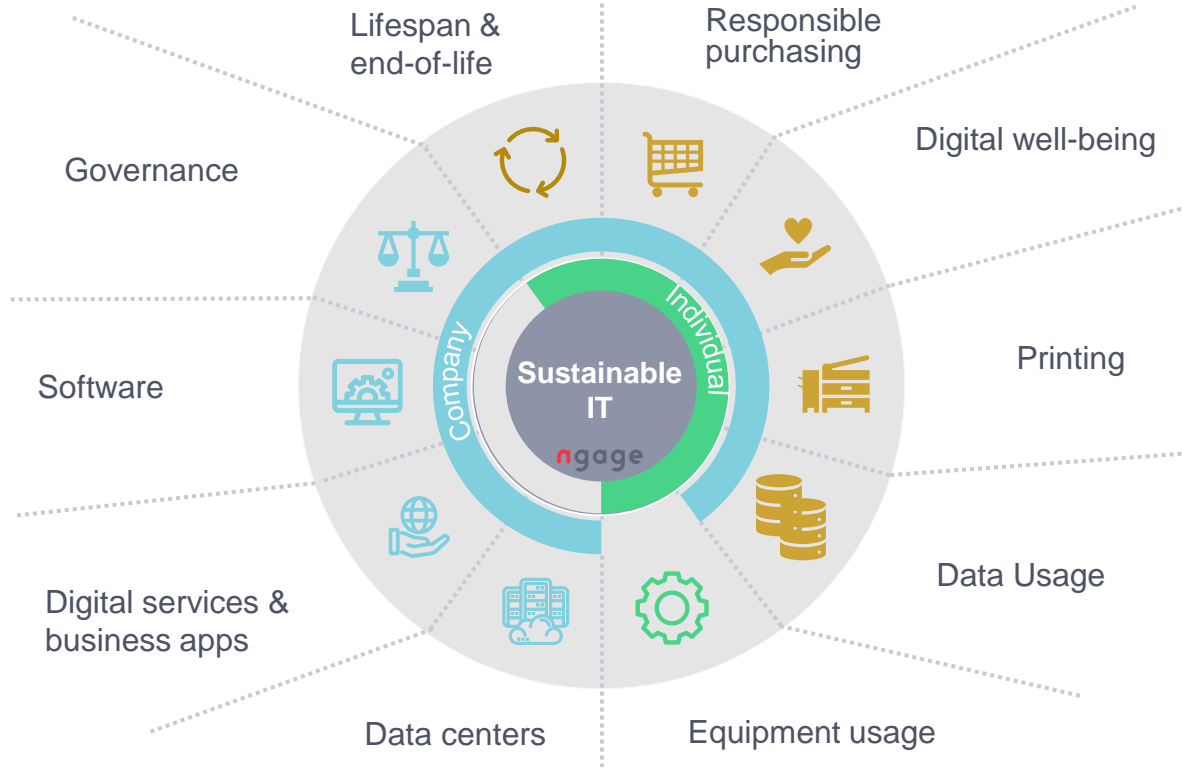 Lifespan &
end-of-life
Responsible
purchasing
Digital well-being
Governance
Printing
Software
Company
Individual
Sustainable
IT
ngage
Data Usage
Digital services &
business apps
Data centers
Equipment usage